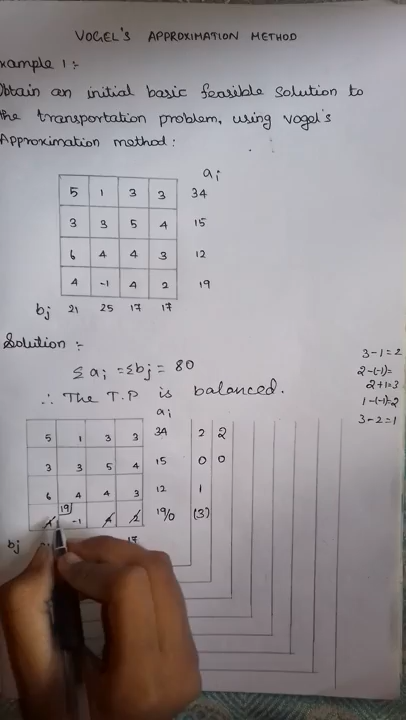 VOGEL'S APPROXIMATION METHOD
xample 1:-
btain an initial basic feasible solution to
the transportation problem, using Vogel's
Approximation method:
ai
5 1 3 3 34
3 3 5 4 15
6 4 4 3 12
4 -1 4 2 19
bj 21 25 17 17
Solution :-
Σai = Σbj = 80
∴ The T.P is balanced.
3-1=2
2-(-1)=
2+1=3
1-(-1)=2
3-2=1
ai
5 1 3 3 34 2 2
3 3 5 4 15 0 0
6 4 4 3 12 1
19
4 -1 4 2 19/0 (3)
bj 17